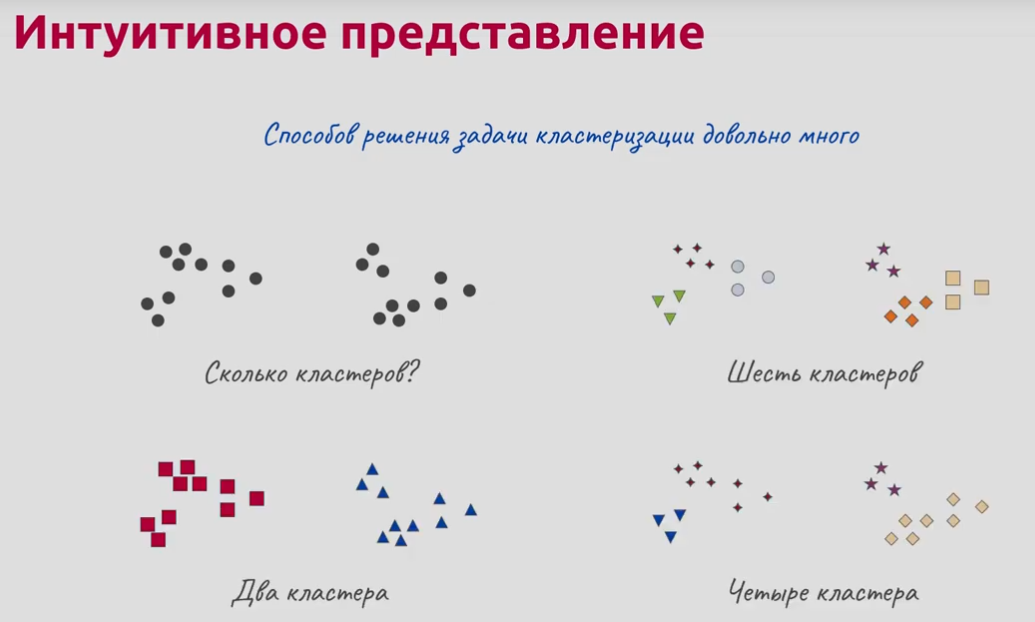 Интуитивное представление
Способов решения задачи кластеризации довольно много
Сколько кластеров?
Шесть кластеров
Два кластера
Четыре кластера